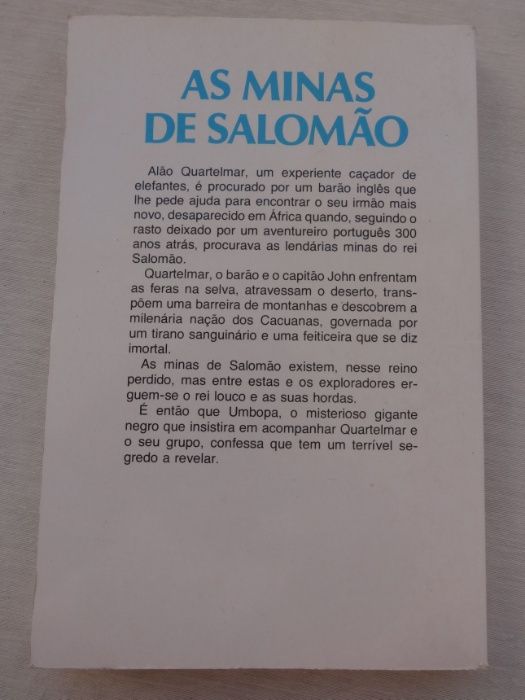 AS MINAS
DE SALOMÃO
Alão Quartelmar, um experiente caçador de
elefantes, é procurado por um barão inglês que
lhe pede ajuda para encontrar o seu irmão mais
novo, desaparecido em África quando, seguindo o
rasto deixado por um aventureiro português 300
anos atrás, procurava as lendárias minas do rei
Salomão.
Quartelmar, o barão e o capitão John enfrentam
as feras na selva, atravessam o deserto, trans-
põem uma barreira de montanhas e descobrem a
milenária nação dos Cacuanas, governada por
um tirano sanguinário e uma feiticeira que se diz
imortal.
As minas de Salomão existem, nesse reino
perdido, mas entre estas e os exploradores er-
guem-se o rei louco e as suas hordas.
É então que Umbopa, o misterioso gigante
negro que insistira em acompanhar Quartelmar e
o seu grupo, confessa que tem um terrível se-
gredo a revelar.